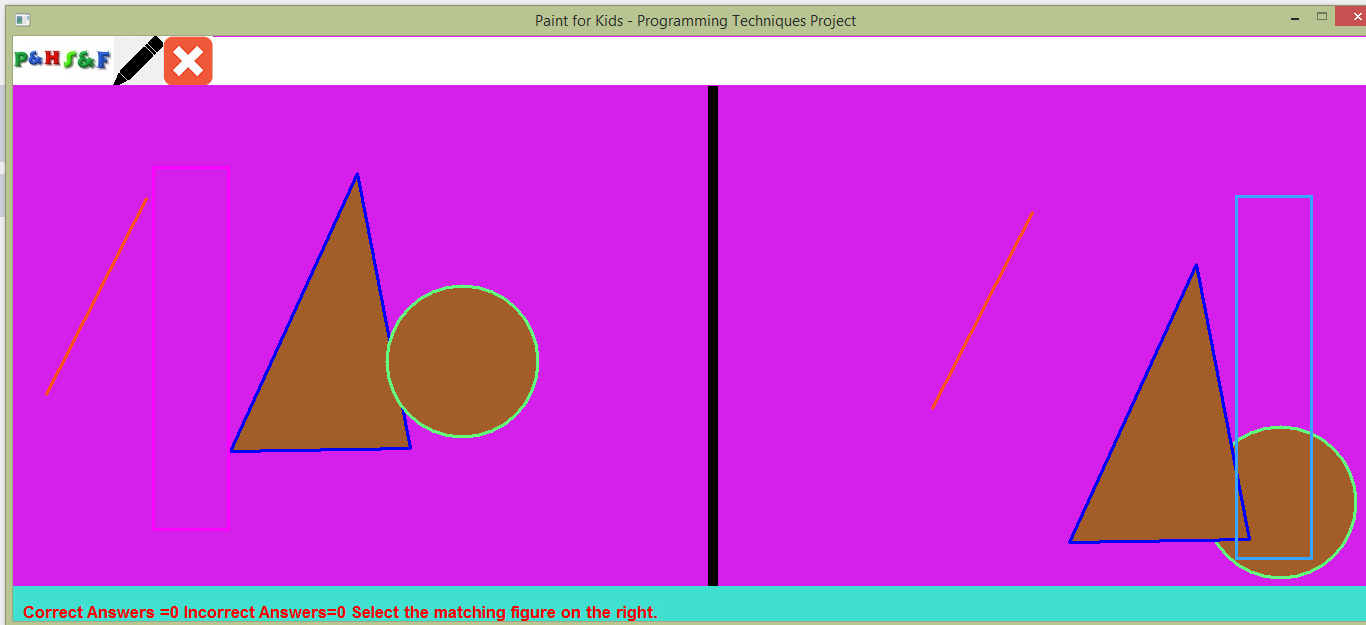 Paint for Kids - Programming Techniques Project
P&H S&F
Correct Answers =0 Incorrect Answers=0 Select the matching figure on the right.